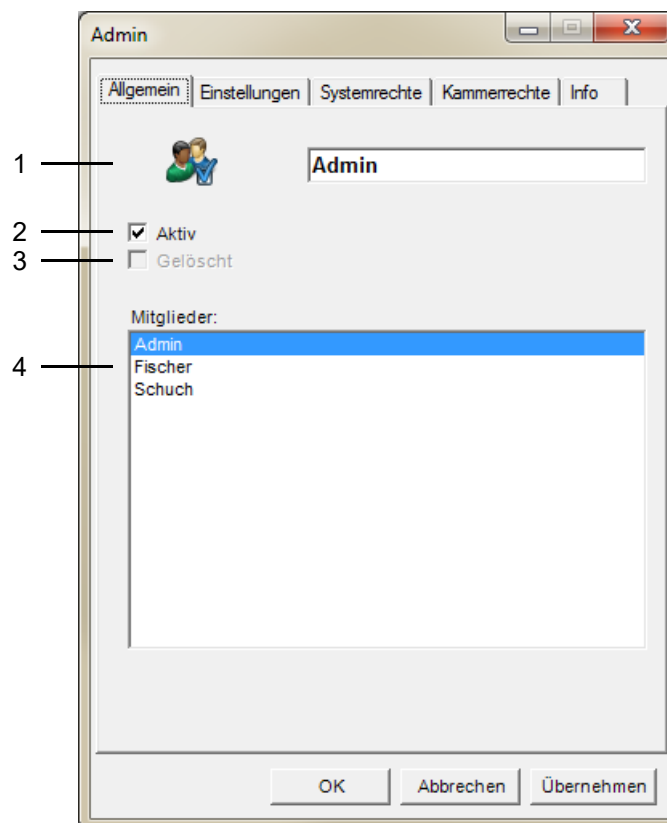 Admin
Allgemein Einstellungen Systemrechte Kammerrechte Info
1 Admin
2 Aktiv
3 Gelöscht
Mitglieder:
Admin
4 Fischer
Schuch
OK Abbrechen Übernehmen